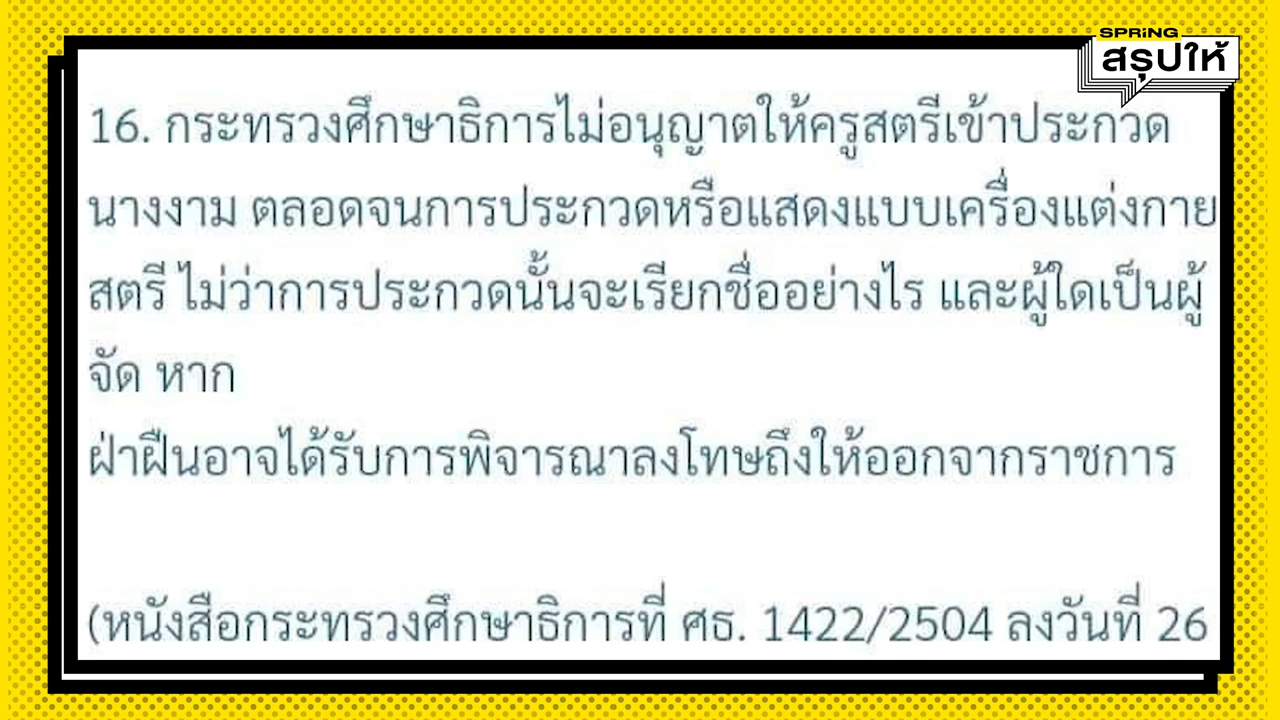 SPRiNG
สรุปให้
16. กระทรวงศึกษาธิการไม่อนุญาตให้ครูสตรีเข้าประกวด
นางงาม ตลอดจนการประกวดหรือแสดงแบบเครื่องแต่งกาย
สตรี ไม่ว่าการประกวดนั้นจะเรียกชื่ออย่างไร และผู้ใดเป็นผู้
จัด หาก
ฝ่าฝืนอาจได้รับการพิจารณาลงโทษถึงให้ออกจากราชการ
(หนังสือกระทรวงศึกษาธิการที่ ศธ. 1422/2504 ลงวันที่ 26